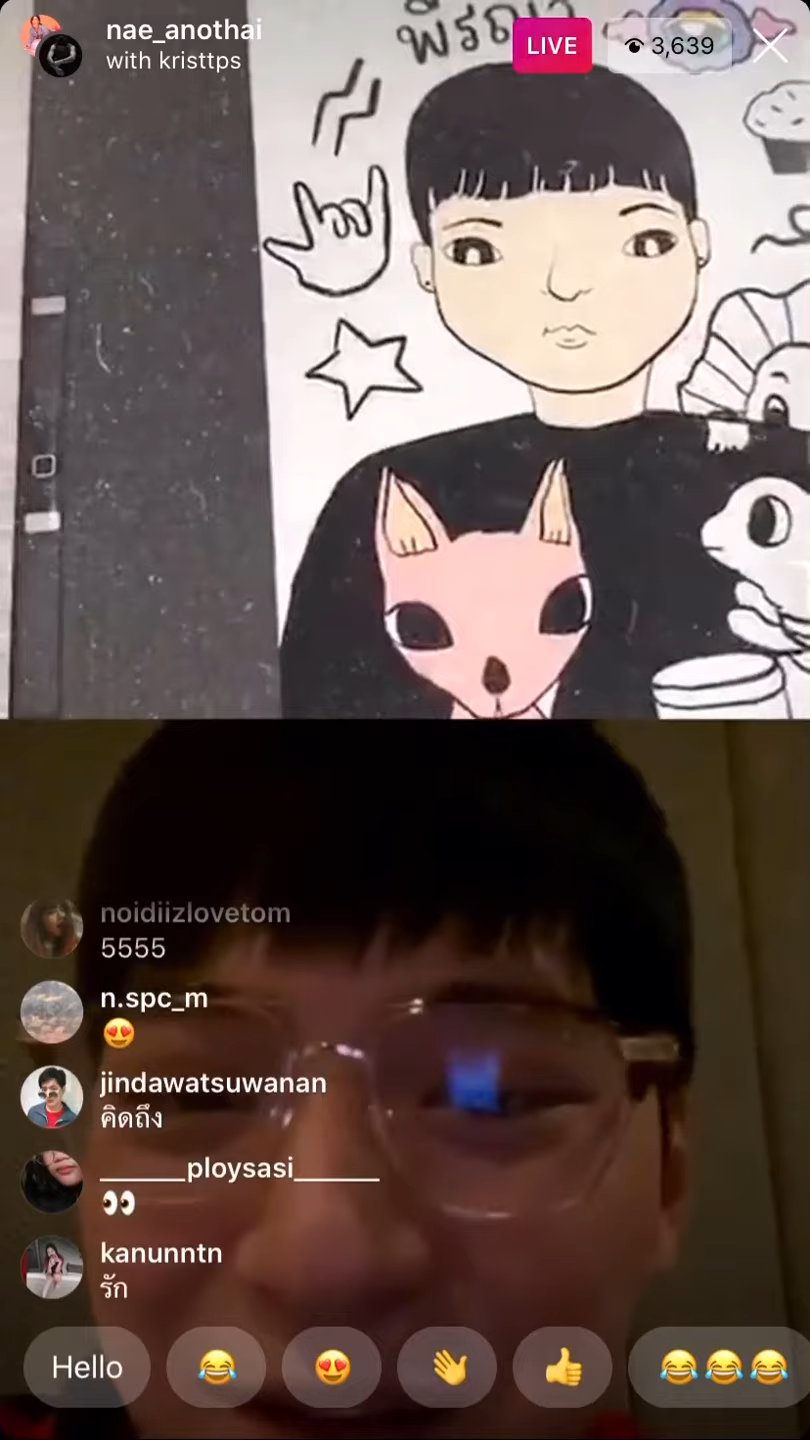 nae_anothai
with kristtps
LIVE
3,639
noidiizlovetom
5555
n.spc_m
😍
jindawatsuwanan
คิดถึง
______ploysasi______
👀
kanunntn
รัก
Hello
😂
😍
👋
👍
😂😂😂